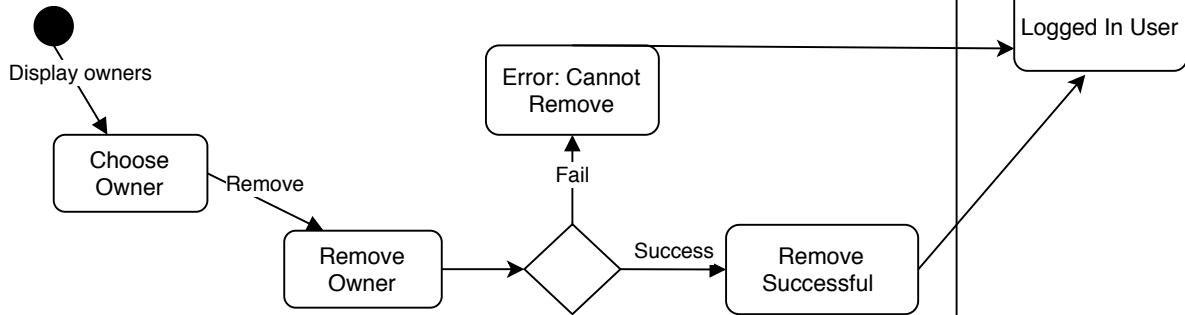 Logged In User
Display owners
Error: Cannot
Remove
Choose
Owner
Remove
Fail
Remove
Owner
Success
Remove
Successful